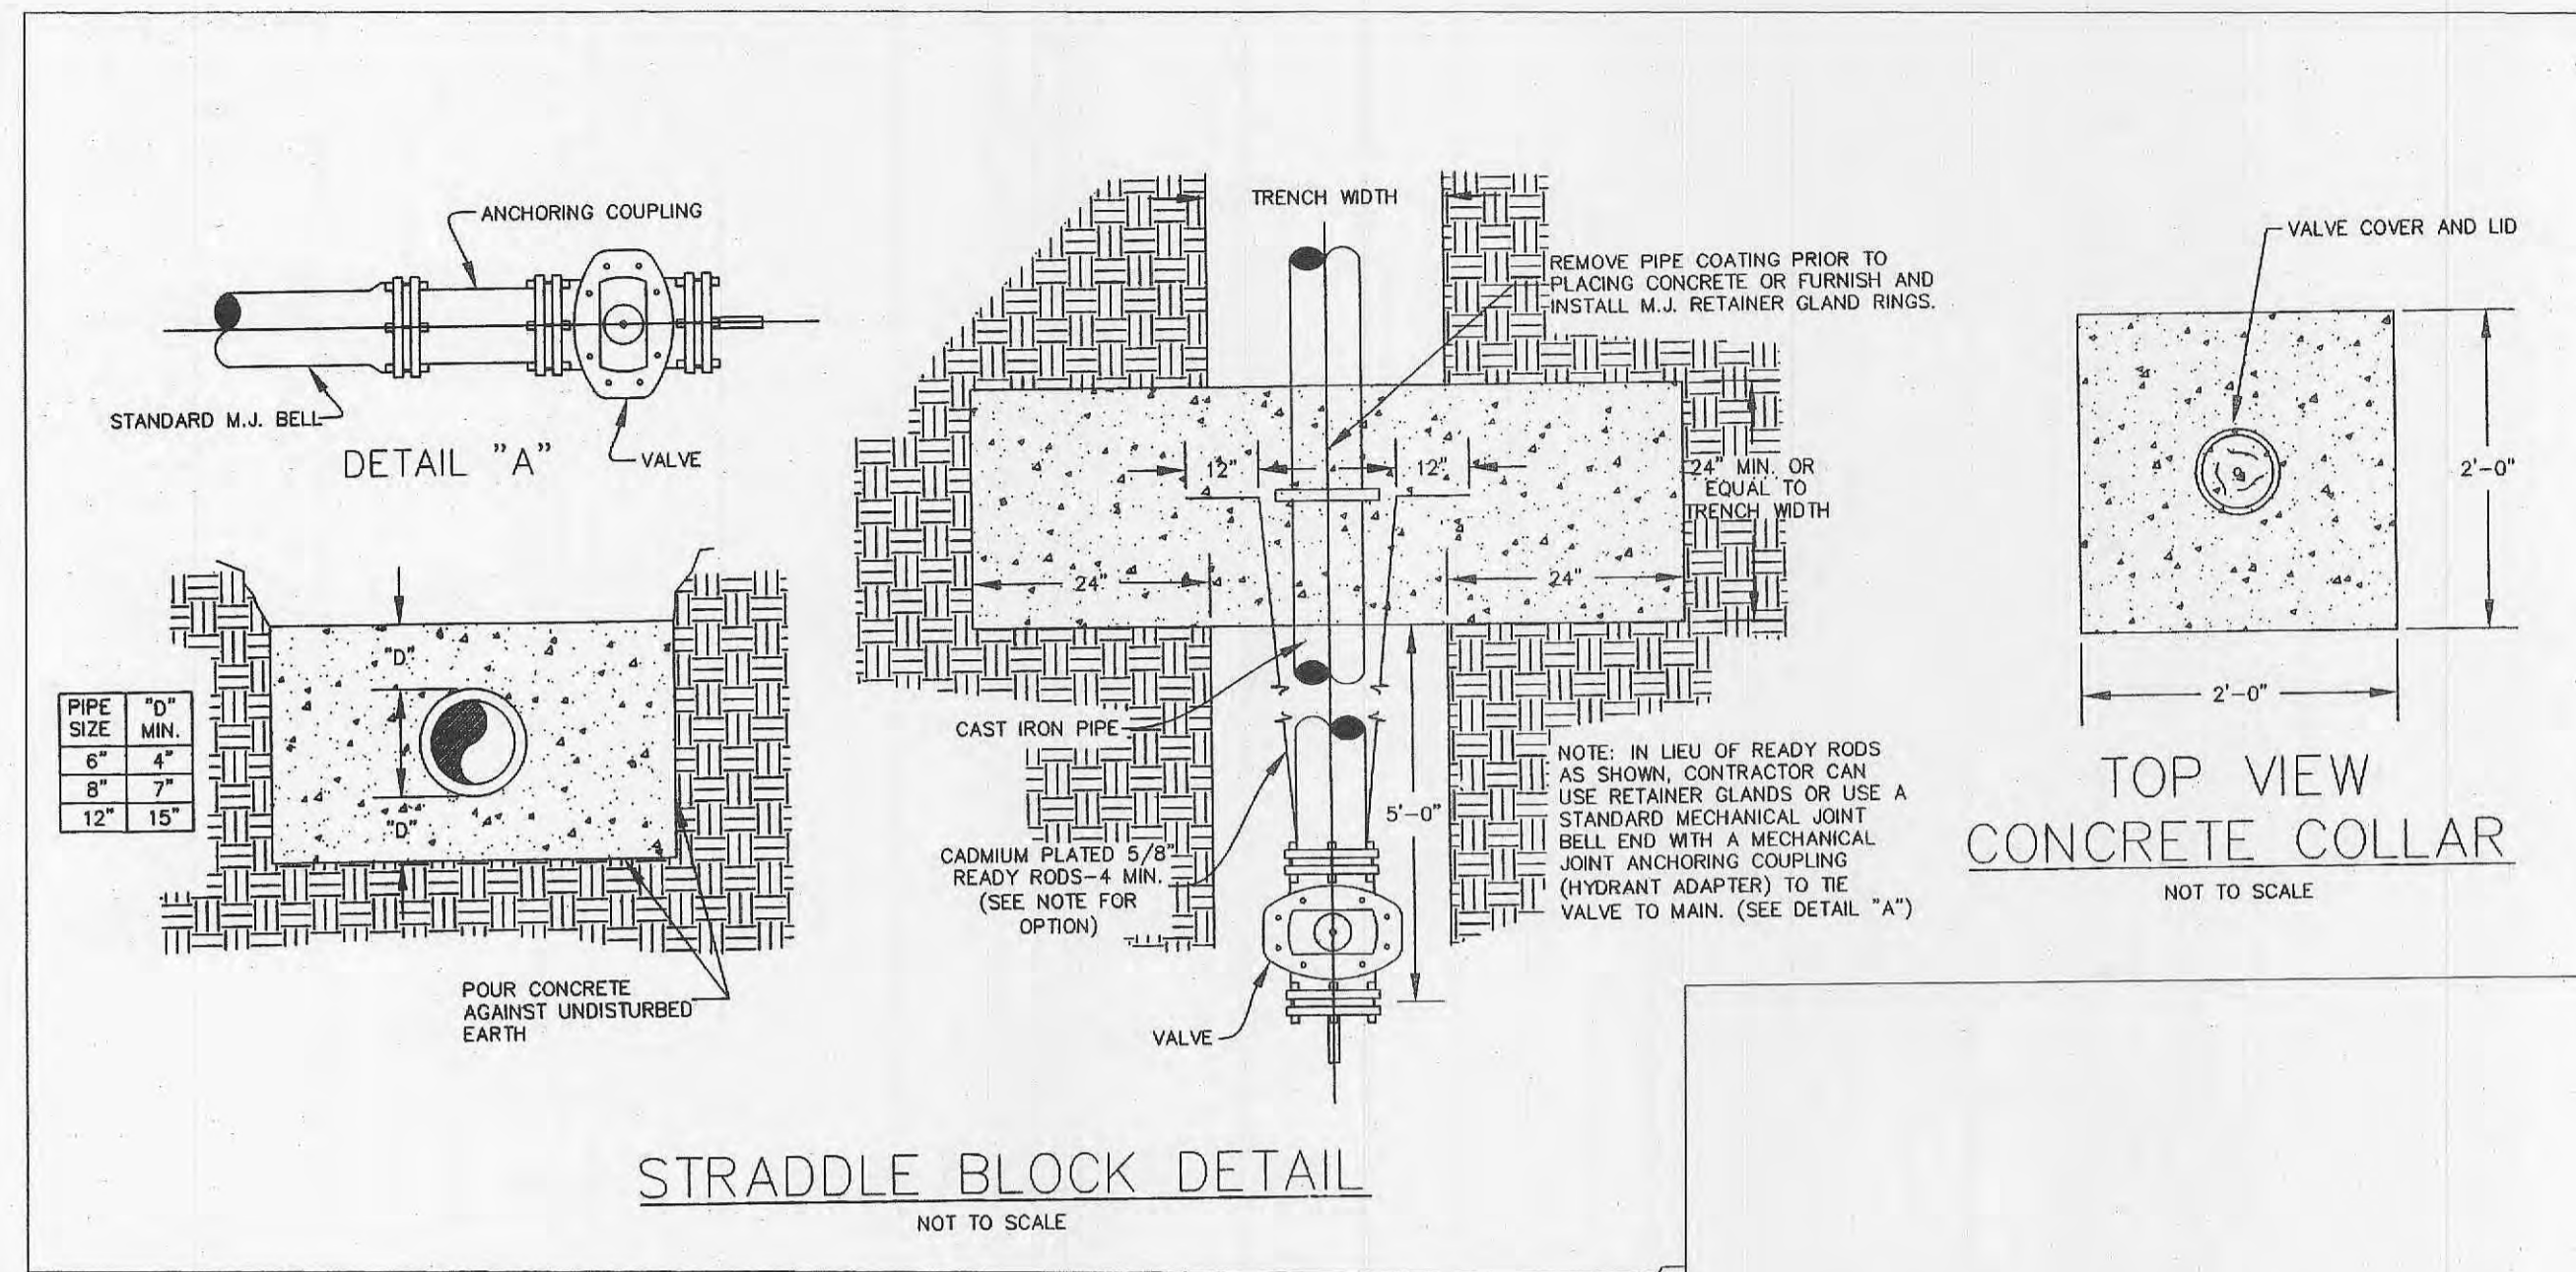 ANCHORING COUPLING
STANDARD M.J. BELL
DETAIL "A"
VALVE
TRENCH WIDTH
REMOVE PIPE COATING PRIOR TO
PLACING CONCRETE OR FURNISH AND
INSTALL M.J. RETAINER GLAND RINGS.
12"
12"
24" MIN. OR
EQUAL TO
TRENCH WIDTH
24"
24"
"D"
"D"
PIPE SIZE "D" MIN.
6" 4"
8" 7"
12" 15"
POUR CONCRETE
AGAINST UNDISTURBED
EARTH
CAST IRON PIPE
CADMIUM PLATED 5/8"
READY RODS-4 MIN.
(SEE NOTE FOR
OPTION)
5'-0"
VALVE
NOTE: IN LIEU OF READY RODS
AS SHOWN, CONTRACTOR CAN
USE RETAINER GLANDS OR USE A
STANDARD MECHANICAL JOINT
BELL END WITH A MECHANICAL
JOINT ANCHORING COUPLING
(HYDRANT ADAPTER) TO TIE
VALVE TO MAIN. (SEE DETAIL "A")
STRADDLE BLOCK DETAIL
NOT TO SCALE
VALVE COVER AND LID
2'-0"
2'-0"
TOP VIEW
CONCRETE COLLAR
NOT TO SCALE